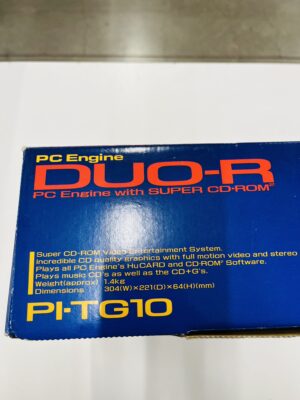 PC Engine
DUO-R
PC Engine with SUPER CD-ROM²
Super CD-ROM Video Entertainment System.
Incredible CD quality graphics with full motion video and stereo
Plays all PC Engine's HuCARD and CD-ROM² Software.
Plays music CD's as well as the CD+G's.
Weight(approx) 1.4kg
Dimensions 304(W)×221(D)×64(H)(mm)
PI-TG10